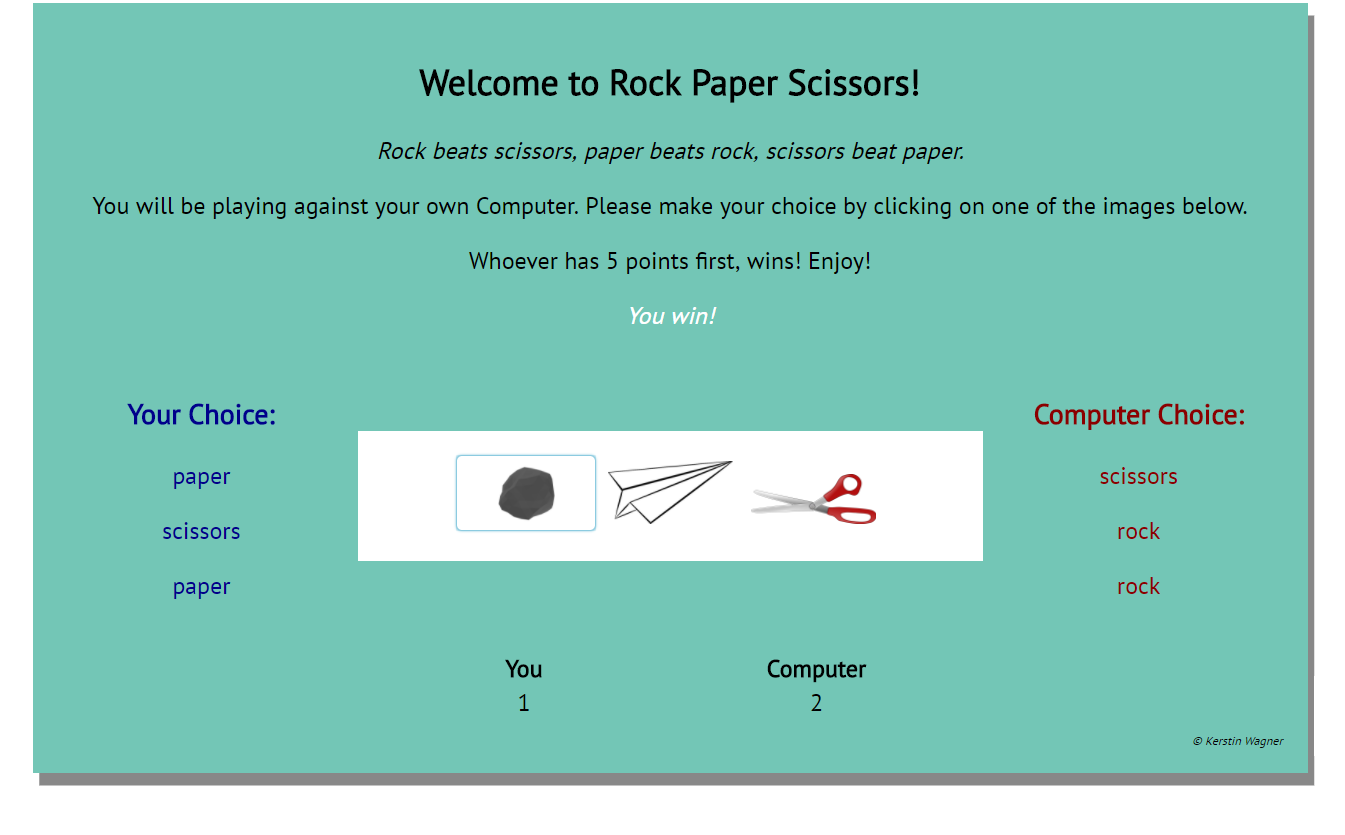 Welcome to Rock Paper Scissors!
Rock beats scissors, paper beats rock, scissors beat paper.
You will be playing against your own Computer. Please make your choice by clicking on one of the images below.
Whoever has 5 points first, wins! Enjoy!
You win!
Your Choice:
paper
scissors
paper
Computer Choice:
scissors
rock
rock
You
1
Computer
2
© Kerstin Wagner